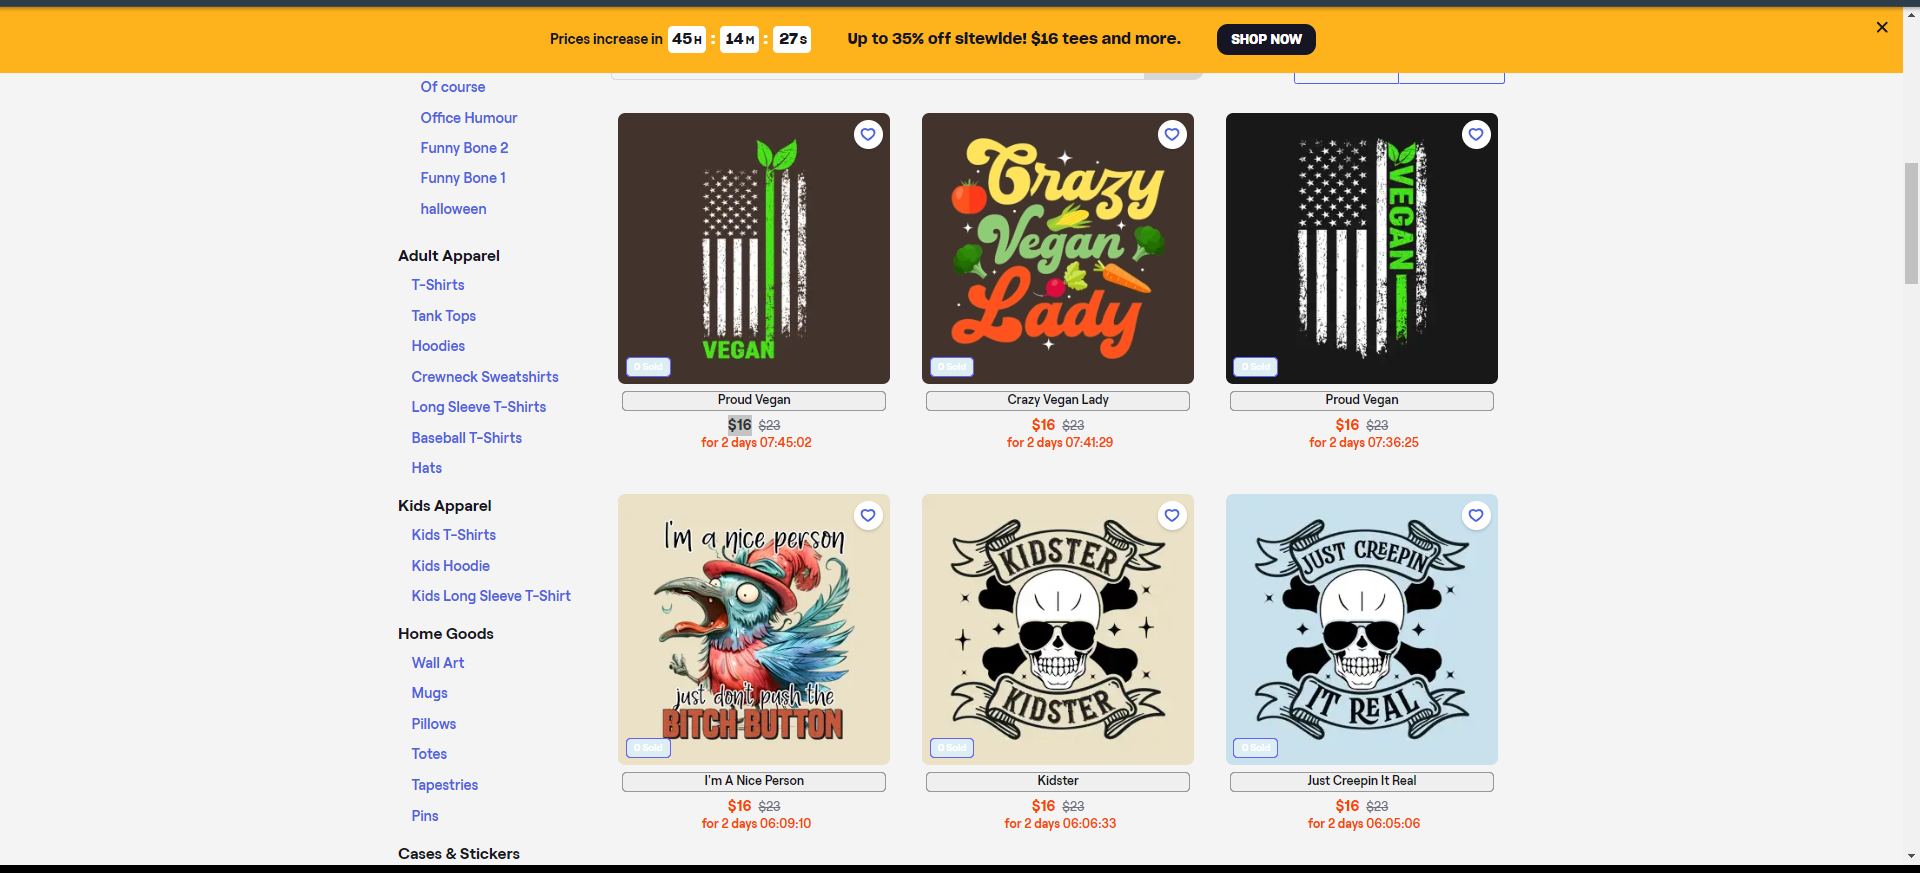 Prices increase in 45 H : 14 M : 27 S Up to 35% off sitewide! $16 tees and more. SHOP NOW
Of course
Office Humour
Funny Bone 2
Funny Bone 1
halloween
Adult Apparel
T-Shirts
Tank Tops
Hoodies
Crewneck Sweatshirts
Long Sleeve T-Shirts
Baseball T-Shirts
Hats
Kids Apparel
Kids T-Shirts
Kids Hoodie
Kids Long Sleeve T-Shirt
Home Goods
Wall Art
Mugs
Pillows
Totes
Tapestries
Pins
Cases & Stickers
VEGAN
0 Sold
Proud Vegan
$16 $23
for 2 days 07:45:02
Crazy
Vegan
Lady
0 Sold
Crazy Vegan Lady
$16 $23
for 2 days 07:41:29
VEGAN
0 Sold
Proud Vegan
$16 $23
for 2 days 07:36:25
I'm a nice person
just don't push the
BITCH BUTTON
0 Sold
I'm A Nice Person
$16 $23
for 2 days 06:09:10
KIDSTER
KIDSTER
0 Sold
Kidster
$16 $23
for 2 days 06:06:33
JUST CREEPIN
IT REAL
0 Sold
Just Creepin It Real
$16 $23
for 2 days 06:05:06